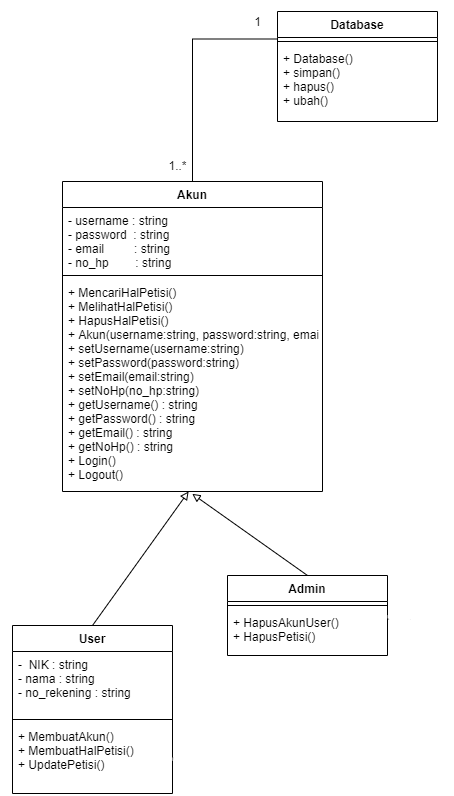 Database
1
+ Database()
+ simpan()
+ hapus()
+ ubah()
1..*
Akun
- username : string
- password : string
- email : string
- no_hp : string
+ MencariHalPetisi()
+ MelihatHalPetisi()
+ HapusHalPetisi()
+ Akun(username:string, password:string, emai
+ setUsername(username:string)
+ setPassword(password:string)
+ setEmail(email:string)
+ setNoHp(no_hp:string)
+ getUsername() : string
+ getPassword() : string
+ getEmail() : string
+ getNoHp() : string
+ Login()
+ Logout()
Admin
+ HapusAkunUser()
+ HapusPetisi()
User
- NIK : string
- nama : string
- no_rekening : string
+ MembuatAkun()
+ MembuatHalPetisi()
+ UpdatePetisi()